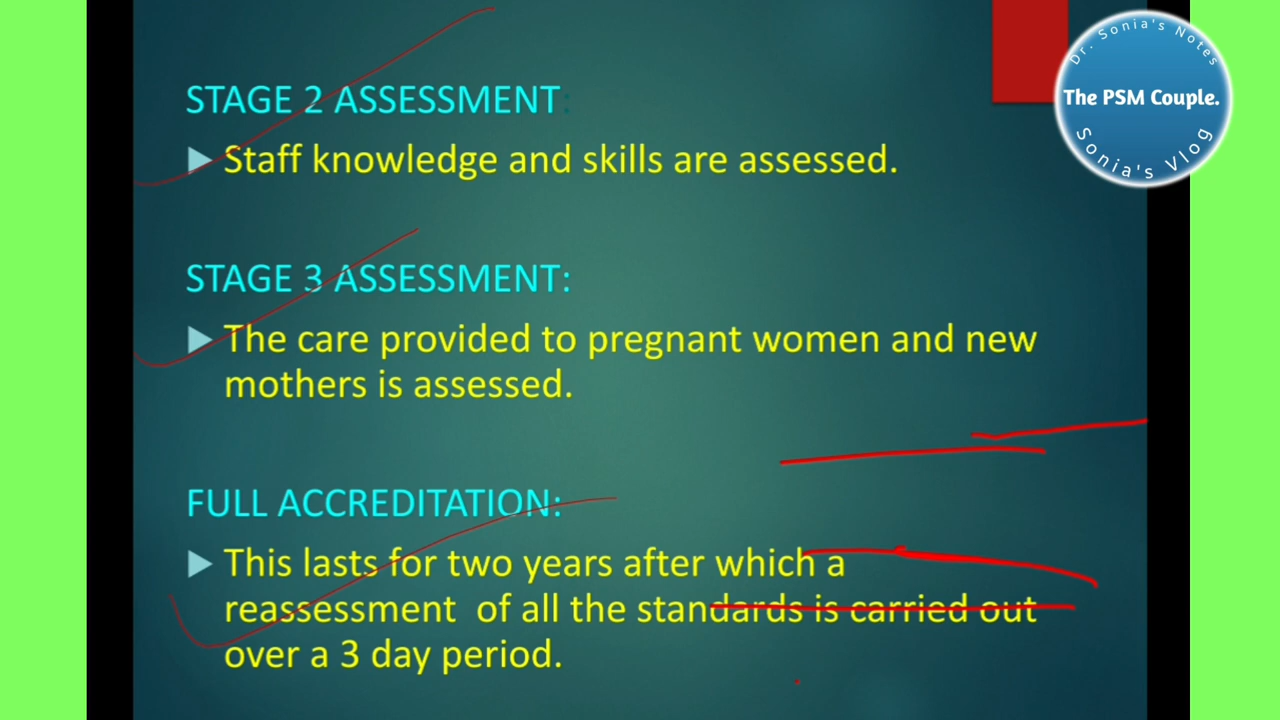 Dr. Sonia's Notes
The PSM Couple.
Sonia's Vlog
STAGE 2 ASSESSMENT:
Staff knowledge and skills are assessed.
STAGE 3 ASSESSMENT:
The care provided to pregnant women and new
mothers is assessed.
FULL ACCREDITATION:
This lasts for two years after which a
reassessment of all the standards is carried out
over a 3 day period.